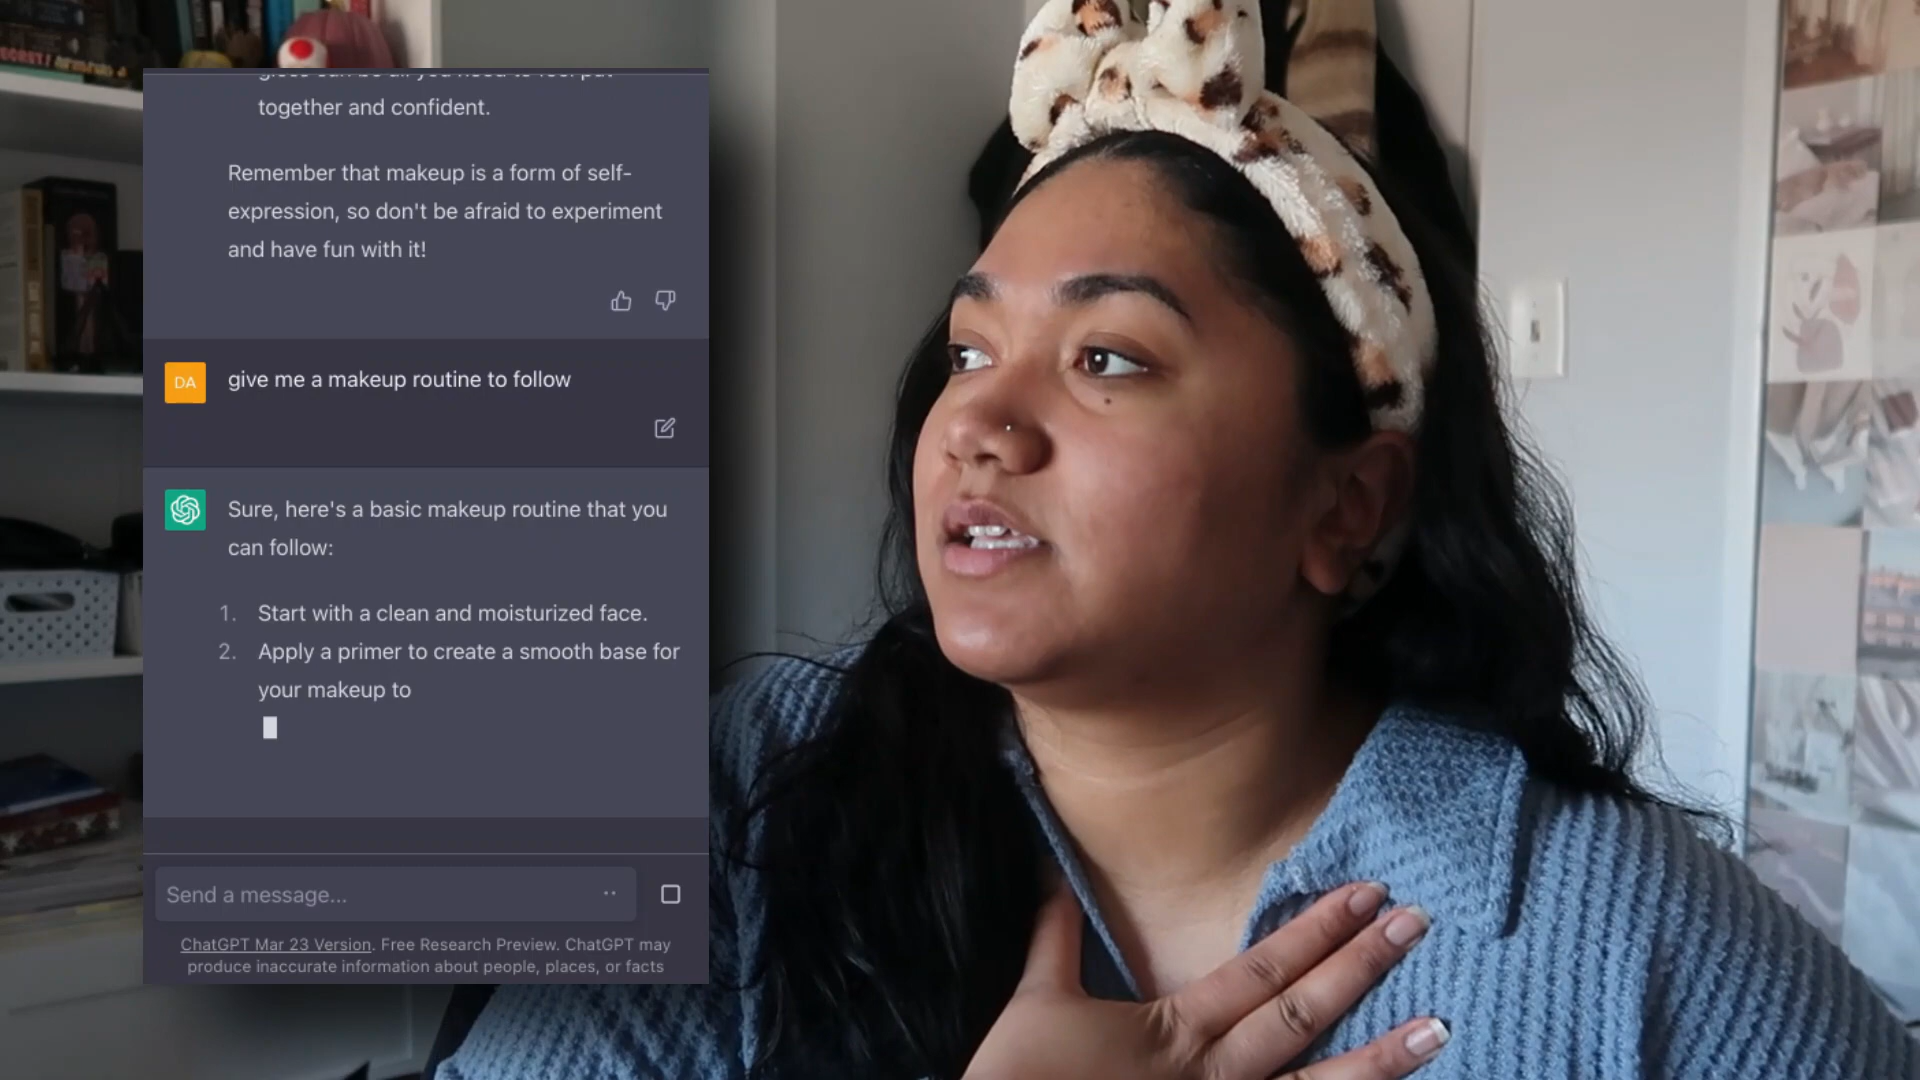 together and confident.
Remember that makeup is a form of self-
expression, so don't be afraid to experiment
and have fun with it!
DA
give me a makeup routine to follow
Sure, here's a basic makeup routine that you
can follow:
1. Start with a clean and moisturized face.
2. Apply a primer to create a smooth base for
your makeup to
Send a message...
ChatGPT Mar 23 Version. Free Research Preview. ChatGPT may
produce inaccurate information about people, places, or facts